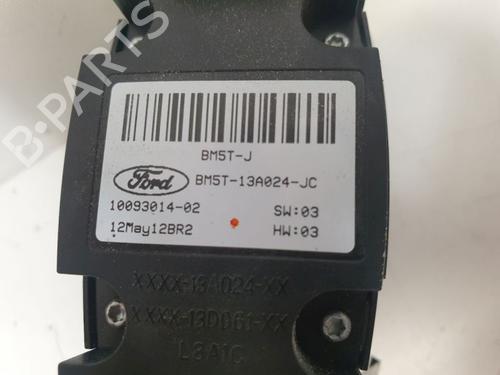 B-PARTS
BM5T-J
Ford
BM5T-13A024-JC
10093014-02 SW:03
12May12BR2 HW:03
XXXX-13A024-XX
XXXX-13D061-XX
L8A1C